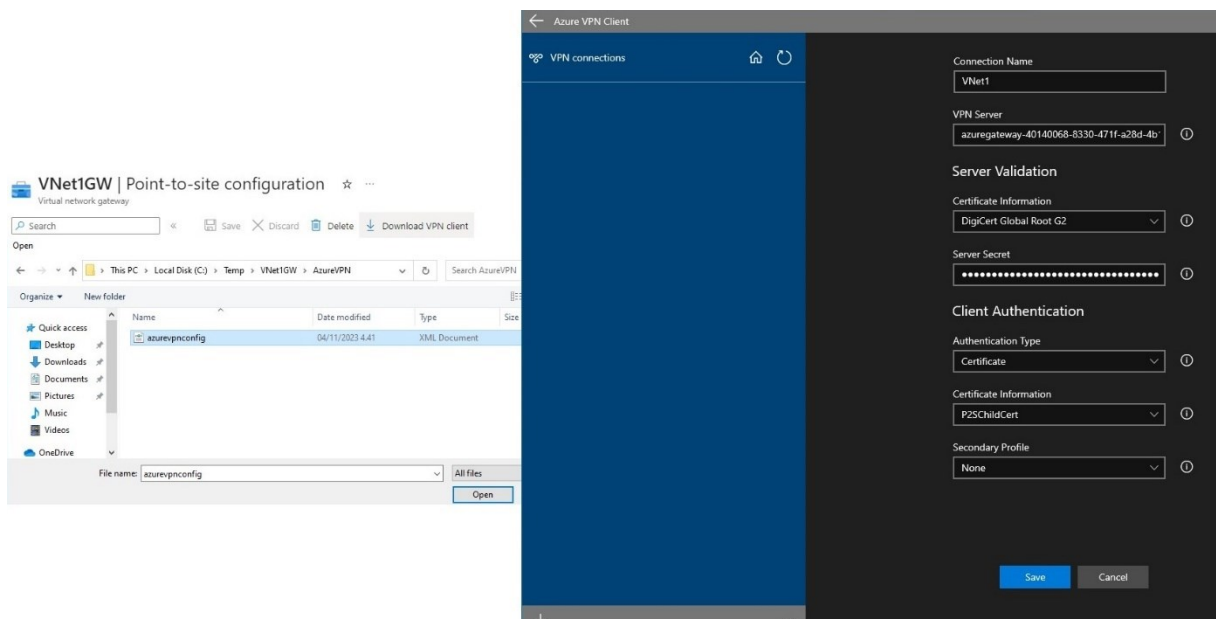 VNet1GW | Point-to-site configuration
Virtual network gateway
Search
Save Discard Delete Download VPN client
Open
This PC > Local Disk (C:) > Temp > VNet1GW > AzureVPN
Search AzureVPN
Organize New folder
Name Date modified Type Size
Quick access
azurevpnconfig 04/11/2023 4.41 XML Document
Desktop
Downloads
Documents
Pictures
Music
Videos
OneDrive
File name: azurevpnconfig All files
Open
Azure VPN Client
VPN connections
Connection Name
VNet1
VPN Server
azuregateway-40140068-8330-471f-a28d-4b
Server Validation
Certificate Information
DigiCert Global Root G2
Server Secret
Client Authentication
Authentication Type
Certificate
Certificate Information
P2SChildCert
Secondary Profile
None
Save Cancel